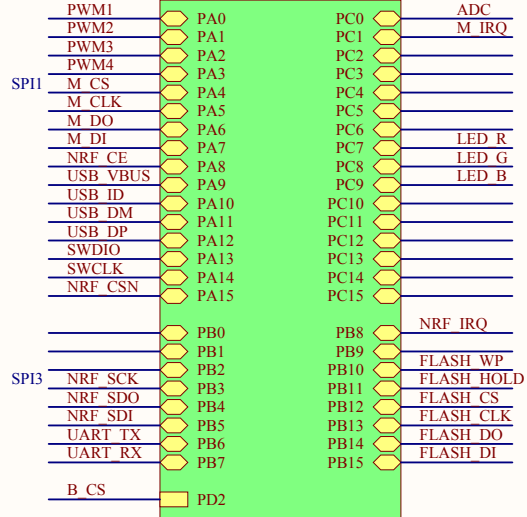 PWM1 PA0 PC0 ADC
PWM2 PA1 PC1 M_IRQ
PWM3 PA2 PC2
PWM4 PA3 PC3
SPI1 M_CS PA4 PC4
M_CLK PA5 PC5
M_DO PA6 PC6
M_DI PA7 PC7 LED_R
NRF_CE PA8 PC8 LED_G
USB_VBUS PA9 PC9 LED_B
USB_ID PA10 PC10
USB_DM PA11 PC11
USB_DP PA12 PC12
SWDIO PA13 PC13
SWCLK PA14 PC14
NRF_CSN PA15 PC15
PB0 PB8 NRF_IRQ
PB1 PB9
PB2 PB10 FLASH_WP
SPI3 NRF_SCK PB3 PB11 FLASH_HOLD
NRF_SDO PB4 PB12 FLASH_CS
NRF_SDI PB5 PB13 FLASH_CLK
UART_TX PB6 PB14 FLASH_DO
UART_RX PB7 PB15 FLASH_DI
B_CS PD2